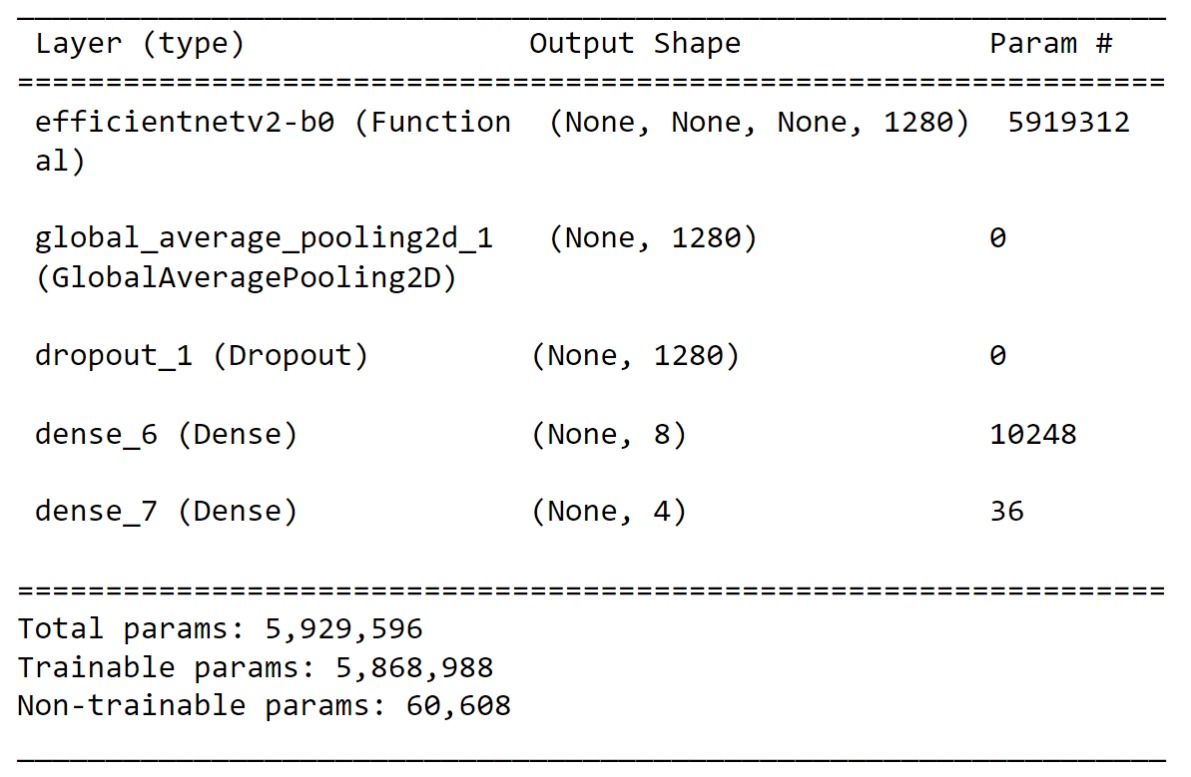 Layer (type) Output Shape Param #
=================================================================
efficientnetv2-b0 (Function (None, None, None, 1280) 5919312
al)
global_average_pooling2d_1 (None, 1280) 0
(GlobalAveragePooling2D)
dropout_1 (Dropout) (None, 1280) 0
dense_6 (Dense) (None, 8) 10248
dense_7 (Dense) (None, 4) 36
=================================================================
Total params: 5,929,596
Trainable params: 5,868,988
Non-trainable params: 60,608